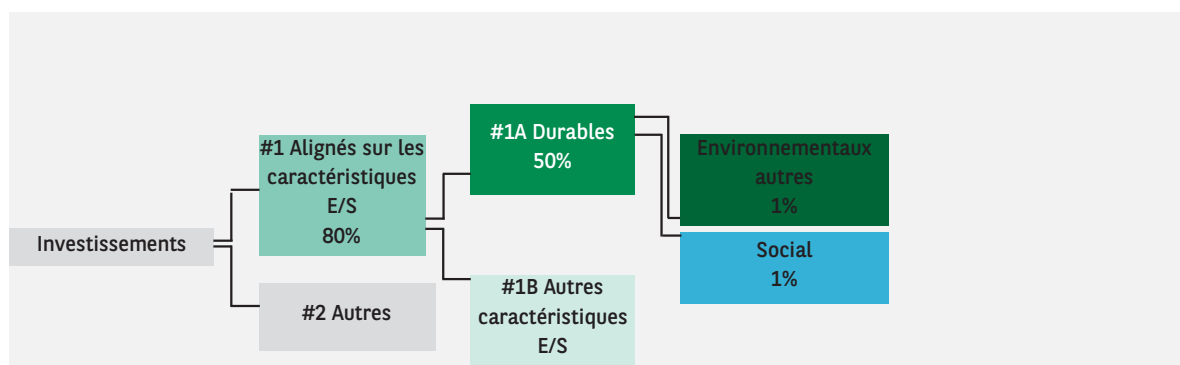 Investissements
#1 Alignés sur les
caractéristiques
E/S
80%
#2 Autres
#1A Durables
50%
#1B Autres
caractéristiques
E/S
Environnementaux
autres
1%
Social
1%